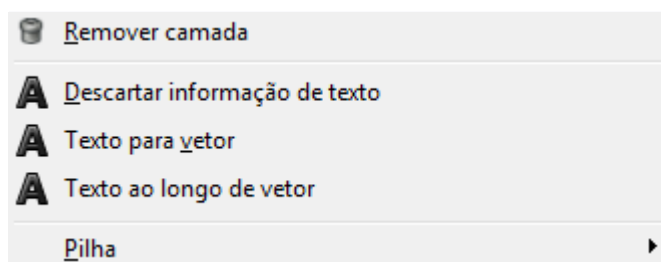 Remover camada
Descartar informação de texto
Texto para vetor
Texto ao longo de vetor
Pilha